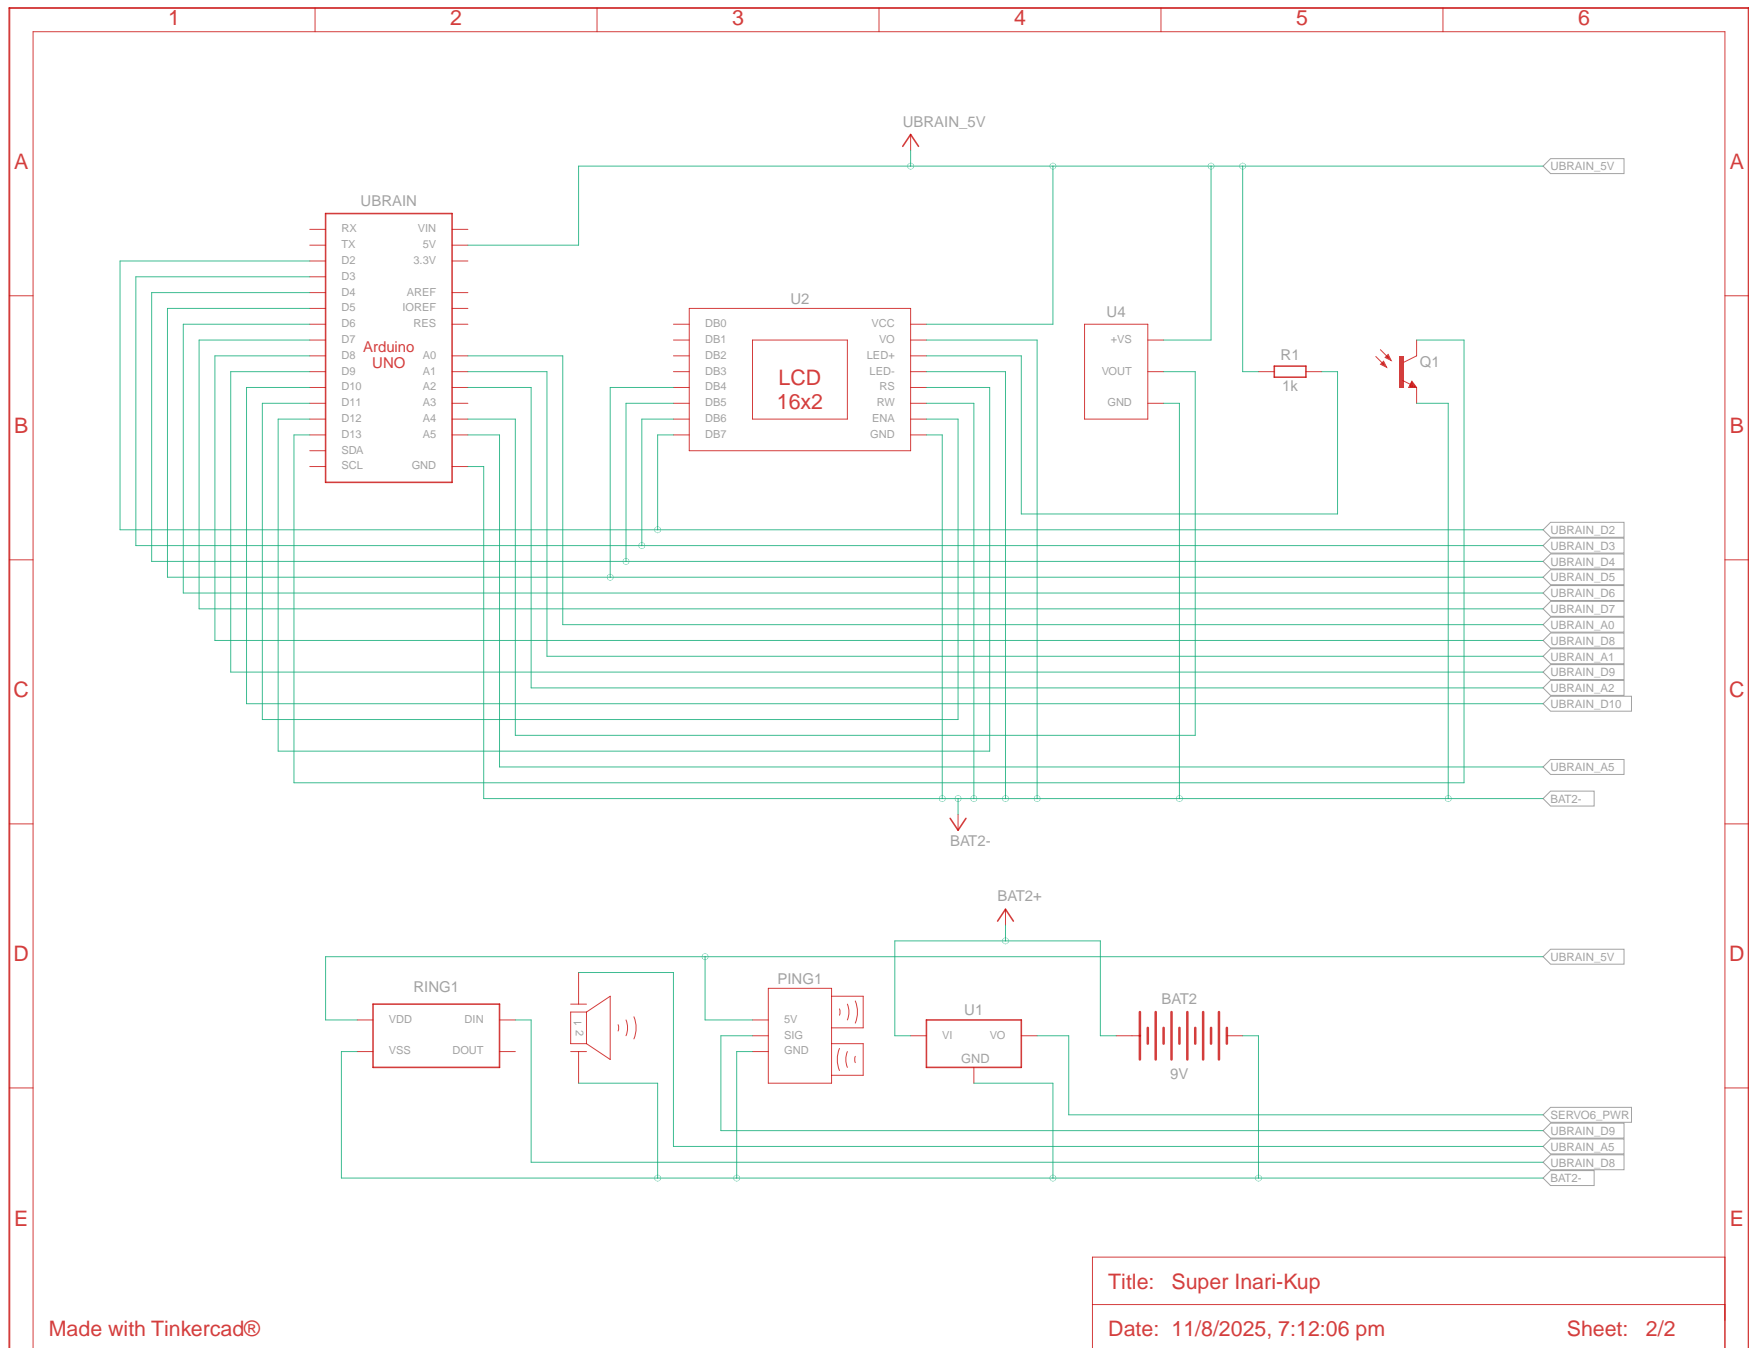 1 2 3 4 5 6
A A
B B
C C
D D
E E
UBRAIN_5V
UBRAIN_5V
UBRAIN
RX VIN
TX 5V
D2 3.3V
D3
D4 AREF
D5 IOREF
D6 RES
D7
D8 A0
D9 A1
D10 A2
D11 A3
D12 A4
D13 A5
SDA
SCL GND
Arduino
UNO
U2
DB0 VCC
DB1 VO
DB2 LED+
DB3 LED-
DB4 RS
DB5 RW
DB6 ENA
DB7 GND
LCD
16x2
U4
+VS
VOUT
GND
R1
1k
Q1
UBRAIN_D2
UBRAIN_D3
UBRAIN_D4
UBRAIN_D5
UBRAIN_D6
UBRAIN_D7
UBRAIN_A0
UBRAIN_D8
UBRAIN_A1
UBRAIN_D9
UBRAIN_A2
UBRAIN_D10
UBRAIN_A5
BAT2-
BAT2-
BAT2+
UBRAIN_5V
RING1
VDD DIN
VSS DOUT
1 2
PING1
5V
SIG
GND
U1
VI VO
GND
BAT2
9V
SERVO6_PWR
UBRAIN_D9
UBRAIN_A5
UBRAIN_D8
BAT2-
Title: Super Inari-Kup
Date: 11/8/2025, 7:12:06 pm Sheet: 2/2
Made with Tinkercad®